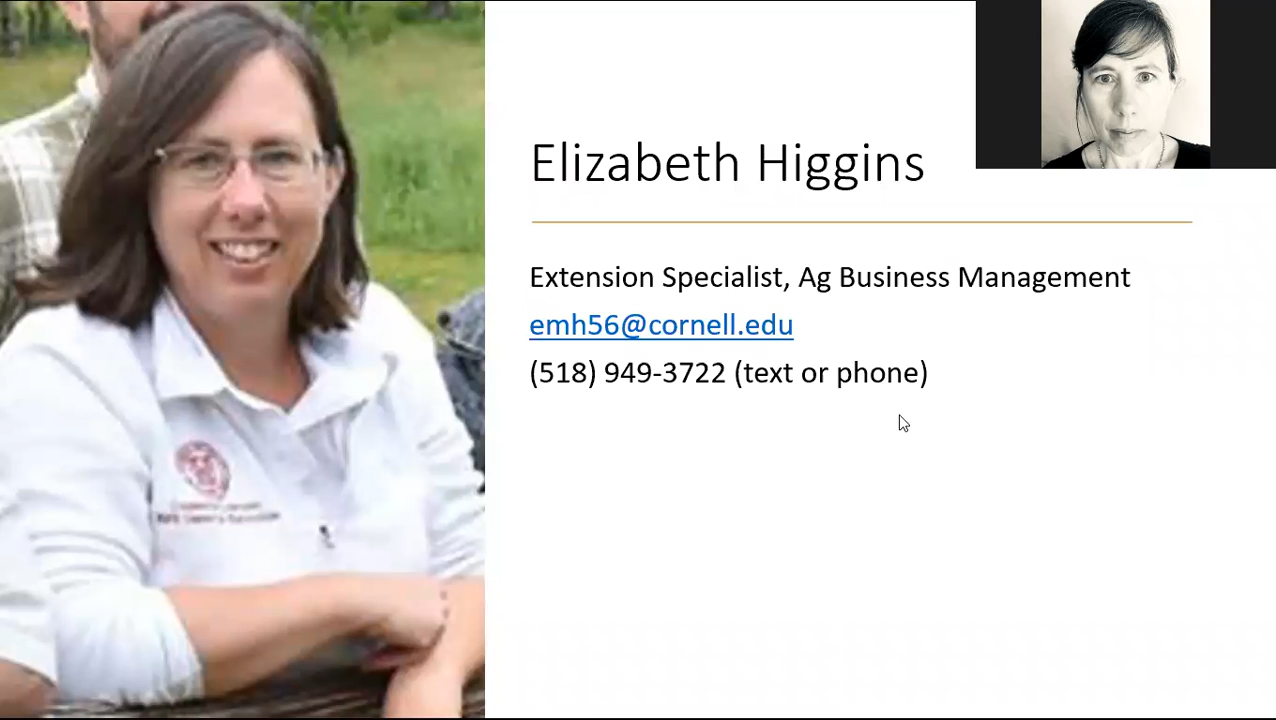 Elizabeth Higgins
Extension Specialist, Ag Business Management
emh56@cornell.edu
(518) 949-3722 (text or phone)